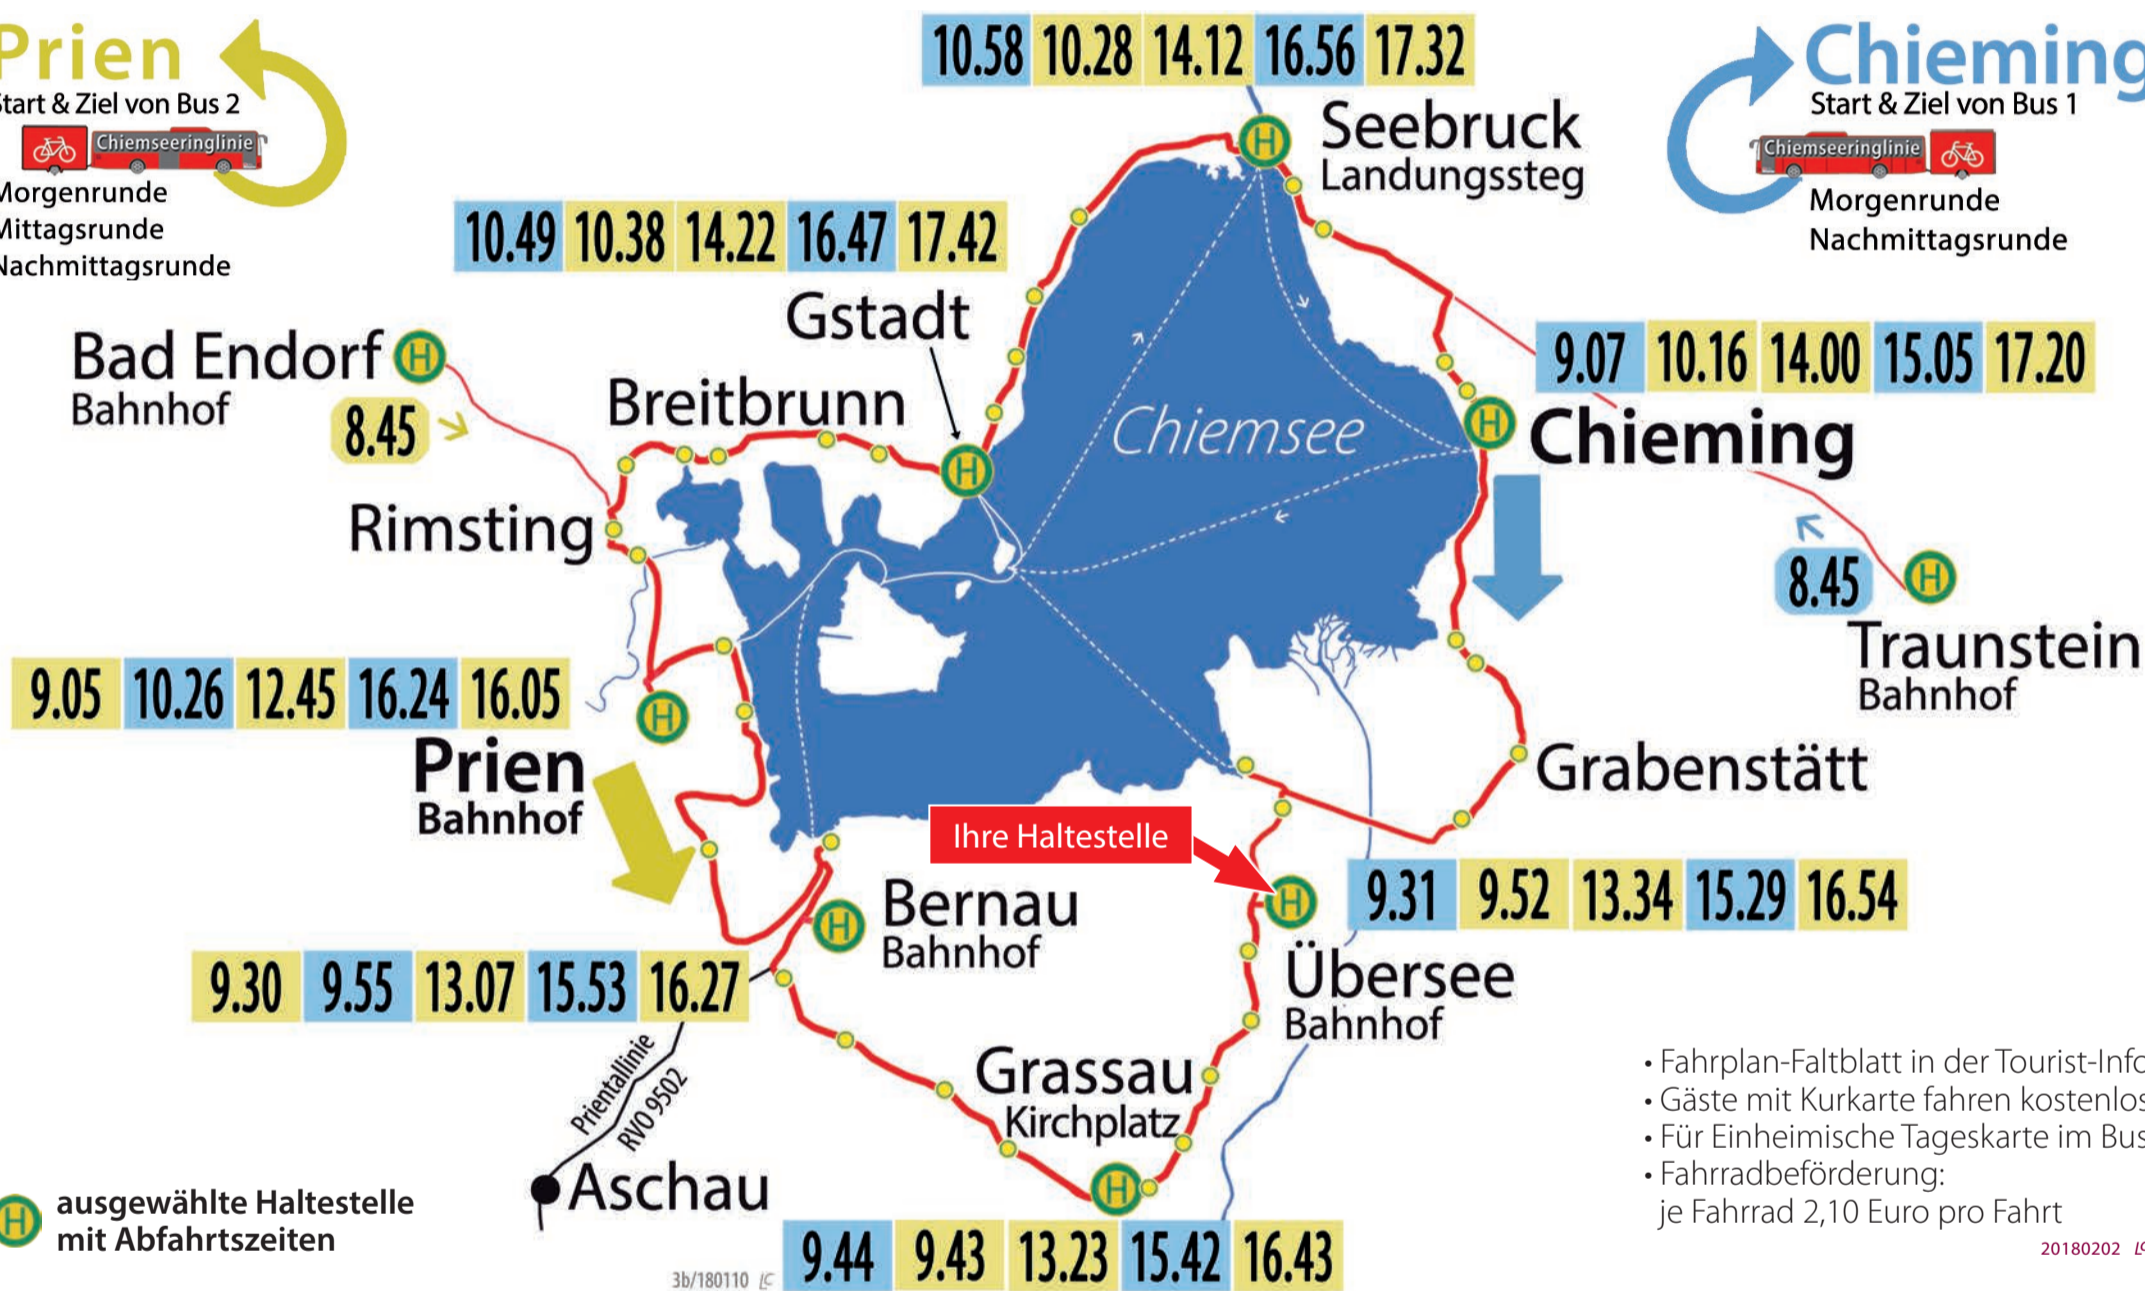 Prien
Start & Ziel von Bus 2
Chiemseeringlinie
Morgenrunde
Mittagsrunde
Nachmittagsrunde
10.58 10.28 14.12 16.56 17.32
Seebruck
Landungssteg
Chieming
Start & Ziel von Bus 1
Chiemseeringlinie
Morgenrunde
Nachmittagsrunde
10.49 10.38 14.22 16.47 17.42
Gstadt
Bad Endorf H
Bahnhof
8.45
Breitbrunn
Rimsting
H
H
Chiemsee
9.07 10.16 14.00 15.05 17.20
H Chieming
8.45
H
Traunstein
Bahnhof
9.05 10.26 12.45 16.24 16.05
H
Prien
Bahnhof
Grabenstätt
Ihre Haltestelle
H
9.31 9.52 13.34 15.29 16.54
Übersee
Bahnhof
H
Bernau
Bahnhof
9.30 9.55 13.07 15.53 16.27
Prientallinie
RVO 9502
Aschau
Grassau
Kirchplatz
H
9.44 9.43 13.23 15.42 16.43
H ausgewählte Haltestelle
mit Abfahrtszeiten
3b/180110 LC
• Fahrplan-Faltblatt in der Tourist-Info
• Gäste mit Kurkarte fahren kostenlos
• Für Einheimische Tageskarte im Bus
• Fahrradbeförderung:
je Fahrrad 2,10 Euro pro Fahrt
20180202